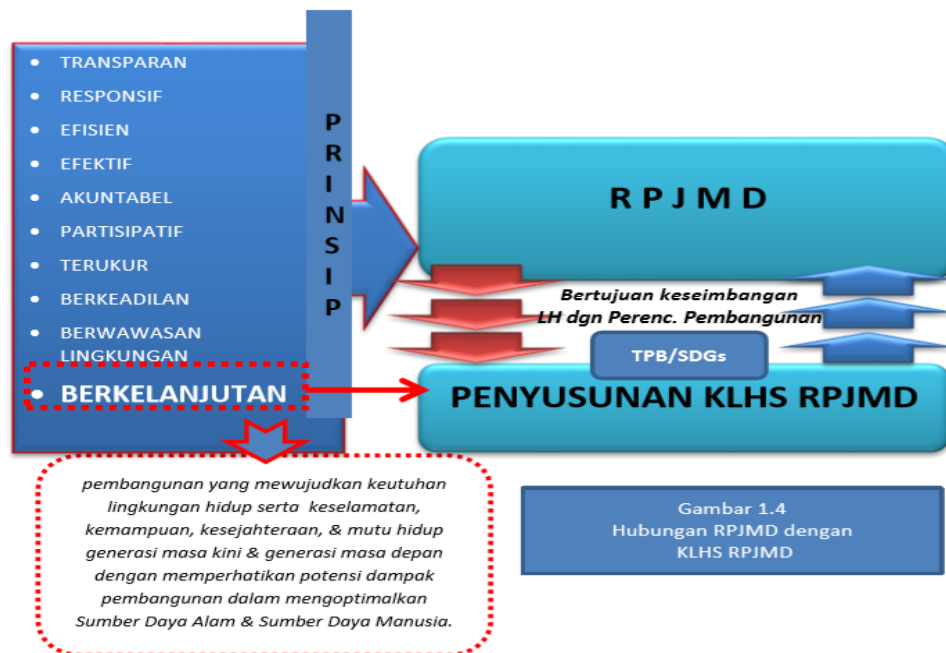 • TRANSPARAN
• RESPONSIF
• EFISIEN
• EFEKTIF
• AKUNTABEL
• PARTISIPATIF
• TERUKUR
• BERKEADILAN
• BERWAWASAN
LINGKUNGAN
• BERKELANJUTAN
PRINSIP
R P J M D
Bertujuan keseimbangan
LH dgn Perenc. Pembangunan
TPB/SDGs
PENYUSUNAN KLHS RPJMD
pembangunan yang mewujudkan keutuhan
lingkungan hidup serta keselamatan,
kemampuan, kesejahteraan, & mutu hidup
generasi masa kini & generasi masa depan
dengan memperhatikan potensi dampak
pembangunan dalam mengoptimalkan
Sumber Daya Alam & Sumber Daya Manusia.
Gambar 1.4
Hubungan RPJMD dengan
KLHS RPJMD